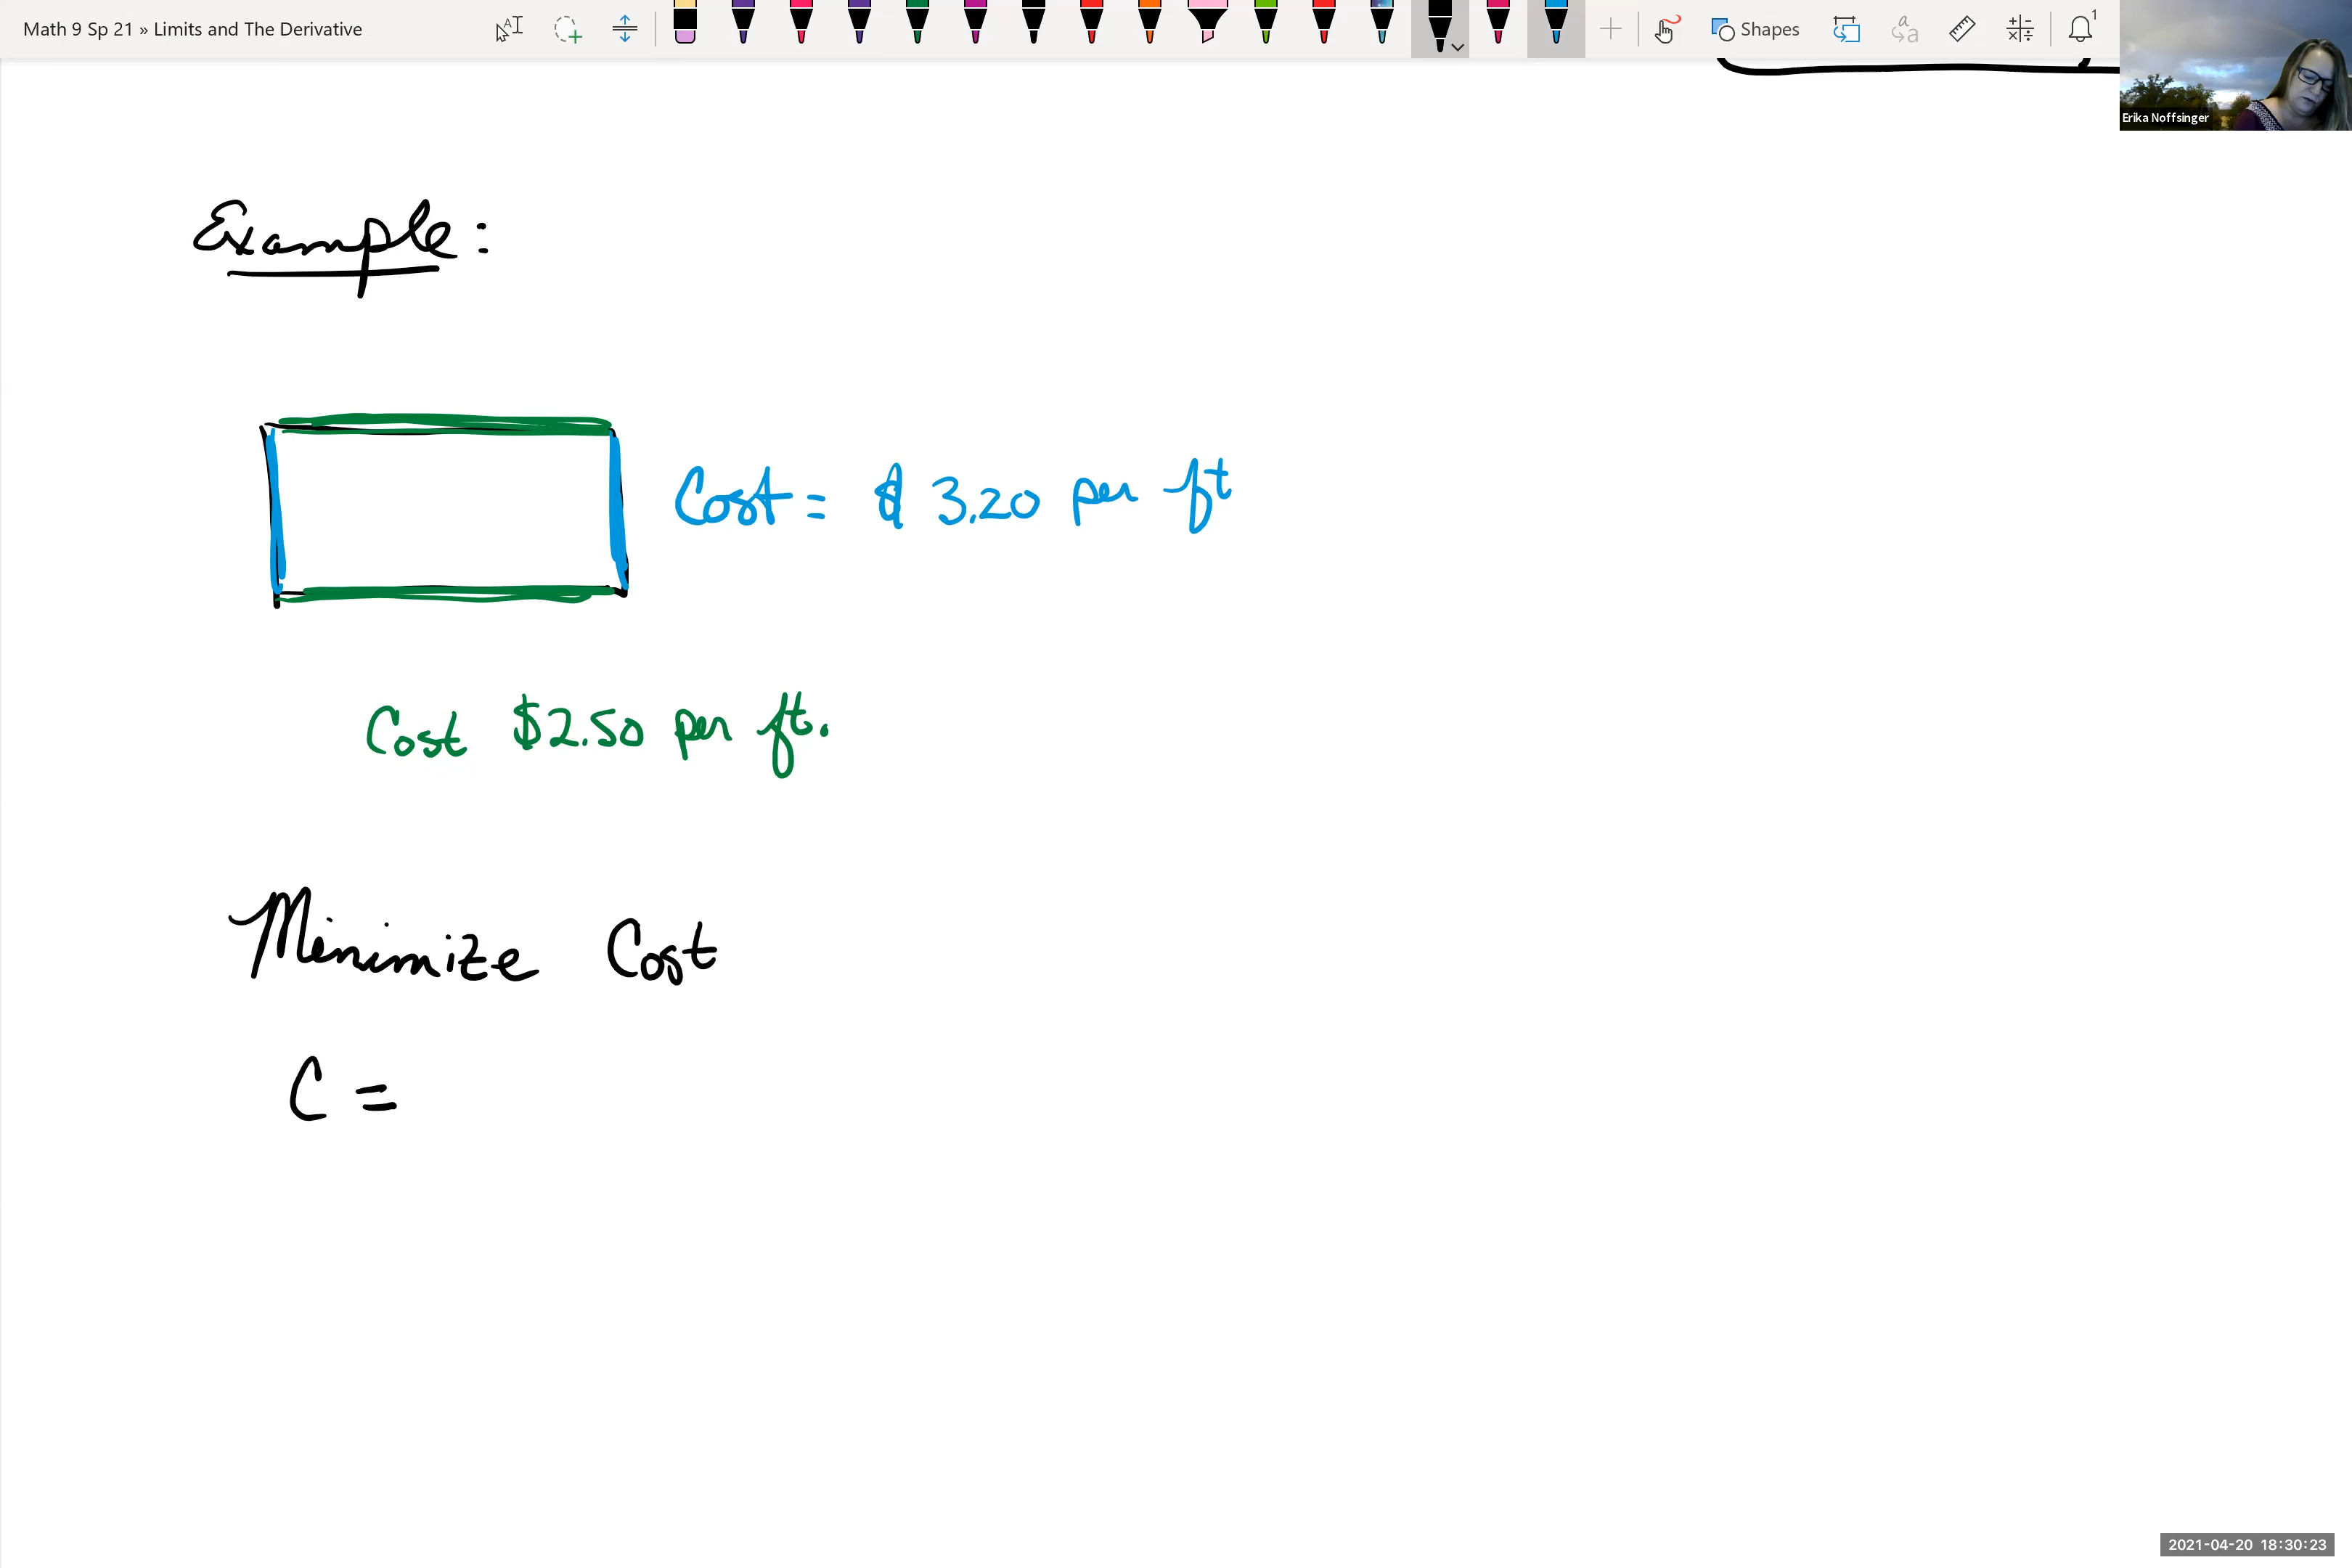 Math 9 Sp 21 » Limits and The Derivative
Shapes
1
Erika Noffsinger
Example:
Cost = $ 3.20 per ft
Cost $2.50 per ft.
Minimize Cost
C =
2021-04-20 18:30:23